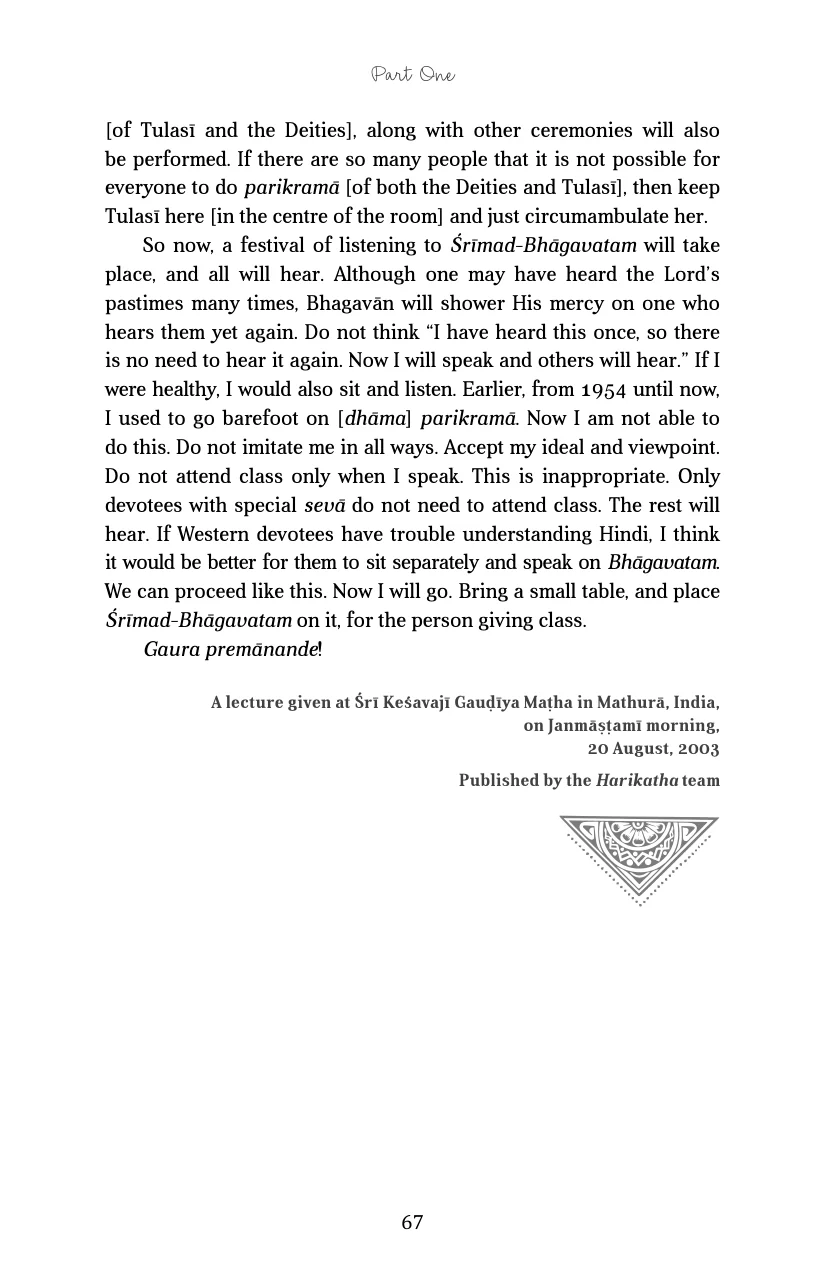 Part One
[of Tulasī and the Deities], along with other ceremonies will also
be performed. If there are so many people that it is not possible for
everyone to do parikramā [of both the Deities and Tulasī], then keep
Tulasī here [in the centre of the room] and just circumambulate her.
So now, a festival of listening to Śrīmad-Bhāgavatam will take
place, and all will hear. Although one may have heard the Lord’s
pastimes many times, Bhagavān will shower His mercy on one who
hears them yet again. Do not think “I have heard this once, so there
is no need to hear it again. Now I will speak and others will hear.” If I
were healthy, I would also sit and listen. Earlier, from 1954 until now,
I used to go barefoot on [dhāma] parikramā. Now I am not able to
do this. Do not imitate me in all ways. Accept my ideal and viewpoint.
Do not attend class only when I speak. This is inappropriate. Only
devotees with special sevā do not need to attend class. The rest will
hear. If Western devotees have trouble understanding Hindi, I think
it would be better for them to sit separately and speak on Bhāgavatam.
We can proceed like this. Now I will go. Bring a small table, and place
Śrīmad-Bhāgavatam on it, for the person giving class.
Gaura premānande!
A lecture given at Śrī Keśavajī Gauḍīya Maṭha in Mathurā, India,
on Janmāṣṭamī morning,
20 August, 2003
Published by the Harikatha team
67